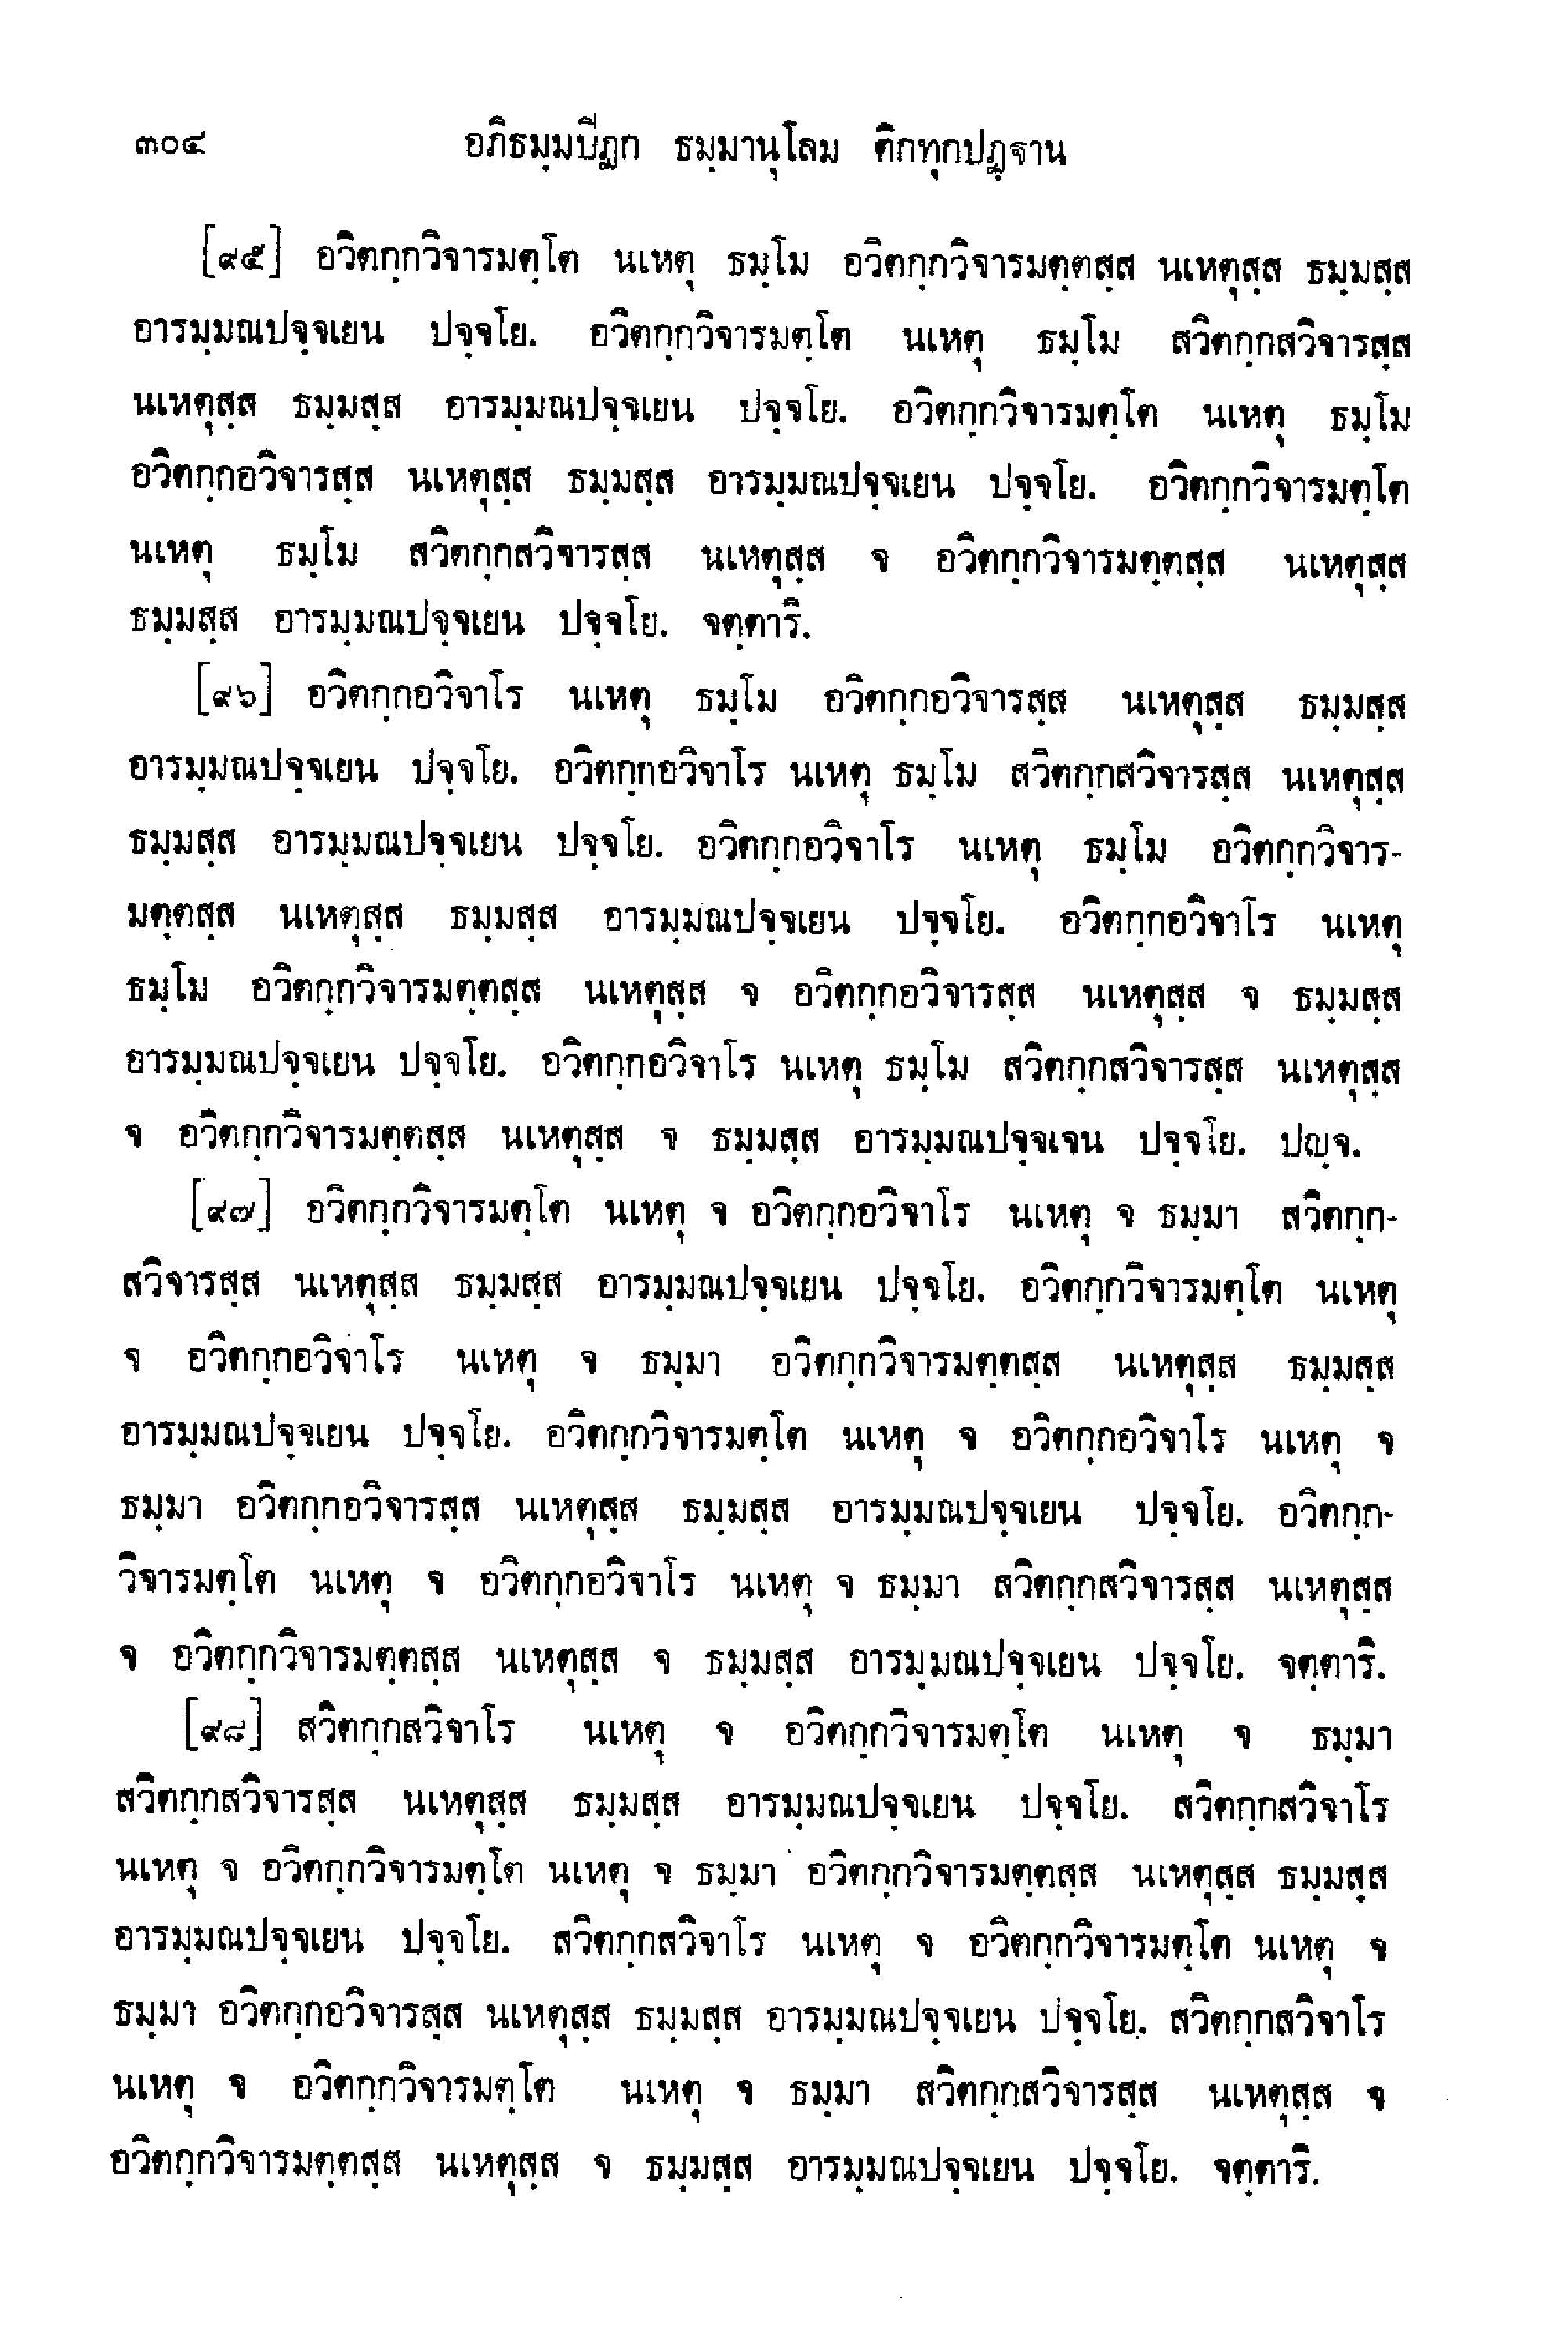 ๓๐๔ อภิธมฺมปีฏก ธมฺมานุโลม ติกทุกปฏฺฐาน
[๙๕] อวิตกฺกวิจารมตฺโต นเหตุ ธมฺโม อวิตกฺกวิจารมตฺตสฺส นเหตุสฺส ธมฺมสฺส
อารมฺมณปจฺจเยน ปจฺจโย. อวิตกฺกวิจารมตฺโต นเหตุ ธมฺโม สวิตกฺกสวิจารสฺส
นเหตุสฺส ธมฺมสฺส อารมฺมณปจฺจเยน ปจฺจโย. อวิตกฺกวิจารมตฺโต นเหตุ ธมฺโม
อวิตกฺกอวิจารสฺส นเหตุสฺส ธมฺมสฺส อารมฺมณปจฺจเยน ปจฺจโย. อวิตกฺกวิจารมตฺโต
นเหตุ ธมฺโม สวิตกฺกสวิจารสฺส นเหตุสฺส จ อวิตกฺกวิจารมตฺตสฺส นเหตุสฺส
ธมฺมสฺส อารมฺมณปจฺจเยน ปจฺจโย. จตฺตาริ.
[๙๖] อวิตกฺกอวิจาโร นเหตุ ธมฺโม อวิตกฺกอวิจารสฺส นเหตุสฺส ธมฺมสฺส
อารมฺมณปจฺจเยน ปจฺจโย. อวิตกฺกอวิจาโร นเหตุ ธมฺโม สวิตกฺกสวิจารสฺส นเหตุสฺส
ธมฺมสฺส อารมฺมณปจฺจเยน ปจฺจโย. อวิตกฺกอวิจาโร นเหตุ ธมฺโม อวิตกฺกวิจาร-
มตฺตสฺส นเหตุสฺส ธมฺมสฺส อารมฺมณปจฺจเยน ปจฺจโย. อวิตกฺกอวิจาโร นเหตุ
ธมฺโม อวิตกฺกวิจารมตฺตสฺส นเหตุสฺส จ อวิตกฺกอวิจารสฺส นเหตุสฺส จ ธมฺมสฺส
อารมฺมณปจฺจเยน ปจฺจโย. อวิตกฺกอวิจาโร นเหตุ ธมฺโม สวิตกฺกสวิจารสฺส นเหตุสฺส
จ อวิตกฺกวิจารมตฺตสฺส นเหตุสฺส จ ธมฺมสฺส อารมฺมณปจฺจเจน ปจฺจโย. ปญฺจ.
[๙๗] อวิตกฺกวิจารมตฺโต นเหตุ จ อวิตกฺกอวิจาโร นเหตุ จ ธมฺมา สวิตกฺก-
สวิจารสฺส นเหตุสฺส ธมฺมสฺส อารมฺมณปจฺจเยน ปจฺจโย. อวิตกฺกวิจารมตฺโต นเหตุ
จ อวิตกฺกอวิจาโร นเหตุ จ ธมฺมา อวิตกฺกวิจารมตฺตสฺส นเหตุสฺส ธมฺมสฺส
อารมฺมณปจฺจเยน ปจฺจโย. อวิตกฺกวิจารมตฺโต นเหตุ จ อวิตกฺกอวิจาโร นเหตุ จ
ธมฺมา อวิตกฺกอวิจารสฺส นเหตุสฺส ธมฺมสฺส อารมฺมณปจฺจเยน ปจฺจโย. อวิตกฺก-
วิจารมตฺโต นเหตุ จ อวิตกฺกอวิจาโร นเหตุ จ ธมฺมา สวิตกฺกสวิจารสฺส นเหตุสฺส
จ อวิตกฺกวิจารมตฺตสฺส นเหตุสฺส จ ธมฺมสฺส อารมฺมณปจฺจเยน ปจฺจโย. จตฺตาริ.
[๙๘] สวิตกฺกสวิจาโร นเหตุ จ อวิตกฺกวิจารมตฺโต นเหตุ จ ธมฺมา
สวิตกฺกสวิจารสฺส นเหตุสฺส ธมฺมสฺส อารมฺมณปจฺจเยน ปจฺจโย. สวิตกฺกสวิจาโร
นเหตุ จ อวิตกฺกวิจารมตฺโต นเหตุ จ ธมฺมา อวิตกฺกวิจารมตฺตสฺส นเหตุสฺส ธมฺมสฺส
อารมฺมณปจฺจเยน ปจฺจโย. สวิตกฺกสวิจาโร นเหตุ จ อวิตกฺกวิจารมตฺโต นเหตุ จ
ธมฺมา อวิตกฺกอวิจารสฺส นเหตุสฺส ธมฺมสฺส อารมฺมณปจฺจเยน ปจฺจโย. สวิตกฺกสวิจาโร
นเหตุ จ อวิตกฺกวิจารมตฺโต นเหตุ จ ธมฺมา สวิตกฺกสวิจารสฺส นเหตุสฺส จ
อวิตกฺกวิจารมตฺตสฺส นเหตุสฺส จ ธมฺมสฺส อารมฺมณปจฺจเยน ปจฺจโย. จตฺตาริ.